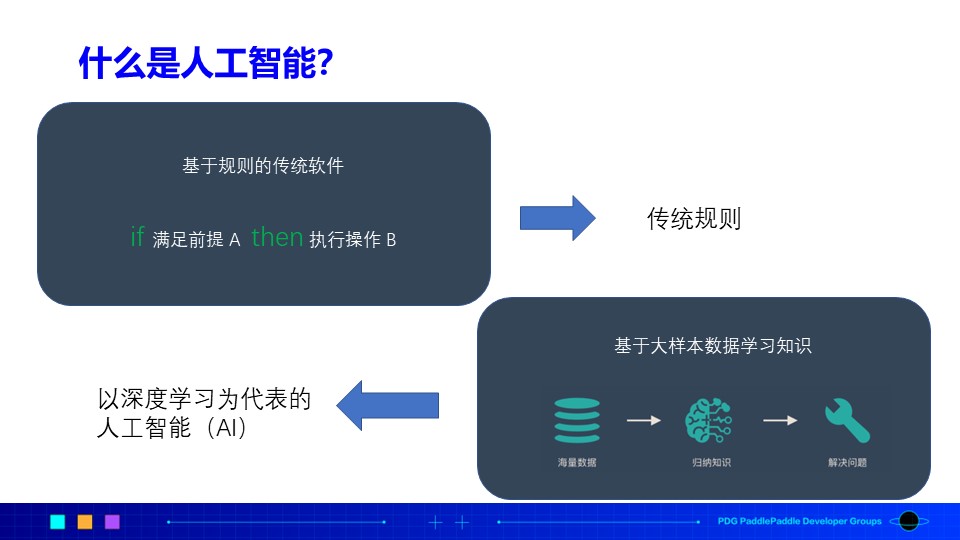 什么是人工智能?
基于规则的传统软件
if 满足前提 A then 执行操作 B
传统规则
基于大样本数据学习知识
海量数据
归纳知识
解决问题
以深度学习为代表的
人工智能（AI）
PDG PaddlePaddle Developer Groups